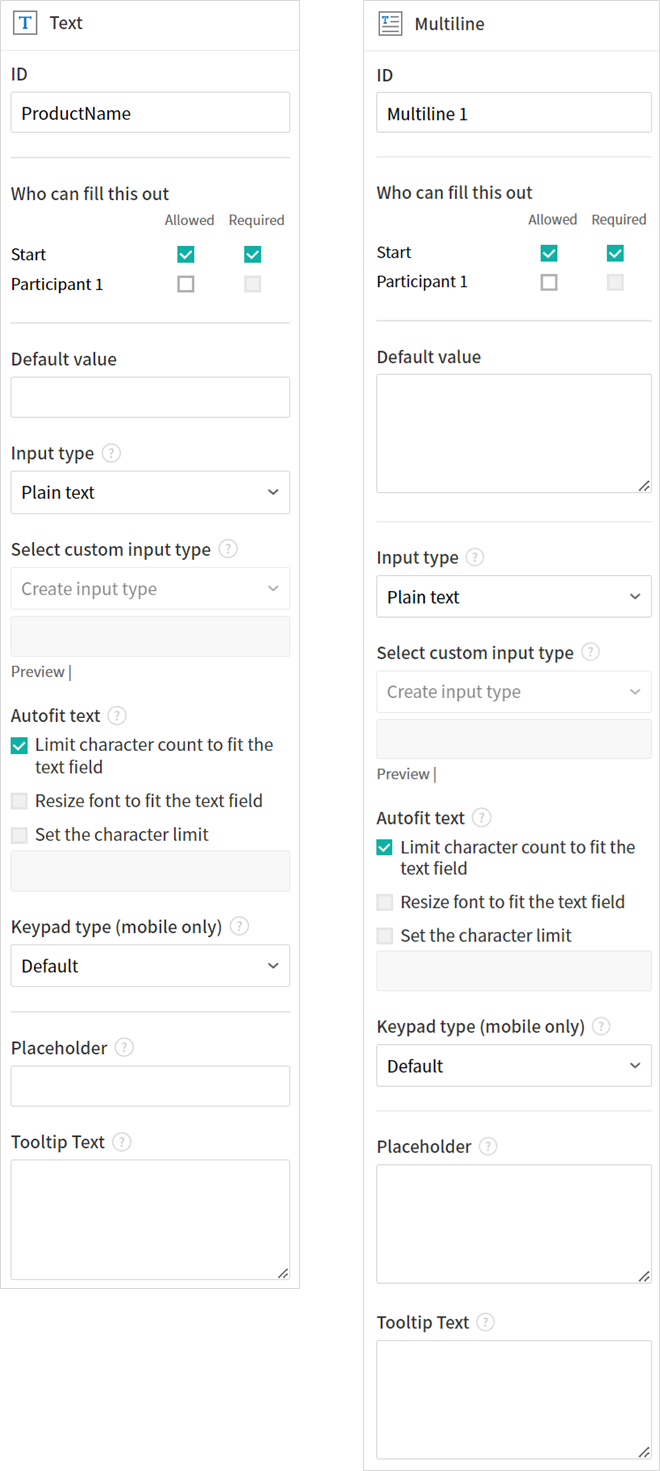 T Text
ID
ProductName
Who can fill this out
Allowed Required
Start
Participant 1
Default value
Input type ?
Plain text
Select custom input type ?
Create input type
Preview |
Autofit text ?
Limit character count to fit the
text field
Resize font to fit the text field
Set the character limit
Keypad type (mobile only) ?
Default
Placeholder ?
Tooltip Text ?
T Multiline
ID
Multiline 1
Who can fill this out
Allowed Required
Start
Participant 1
Default value
Input type ?
Plain text
Select custom input type ?
Create input type
Preview |
Autofit text ?
Limit character count to fit the
text field
Resize font to fit the text field
Set the character limit
Keypad type (mobile only) ?
Default
Placeholder ?
Tooltip Text ?